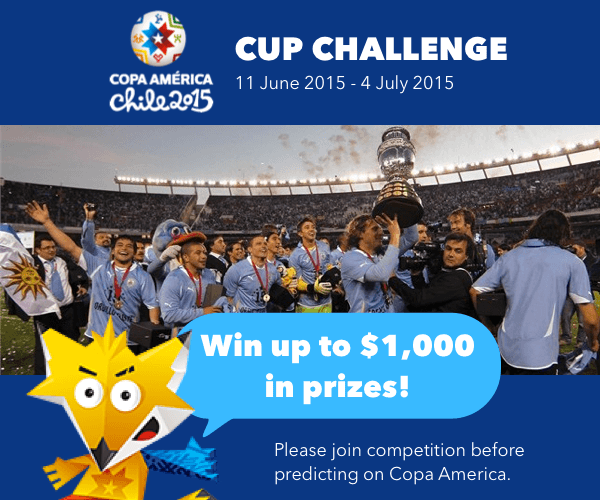 COPA AMÉRICA
Chile2015
CUP CHALLENGE
11 June 2015 - 4 July 2015
Win up to $1,000
in prizes!
Please join competition before
predicting on Copa America.